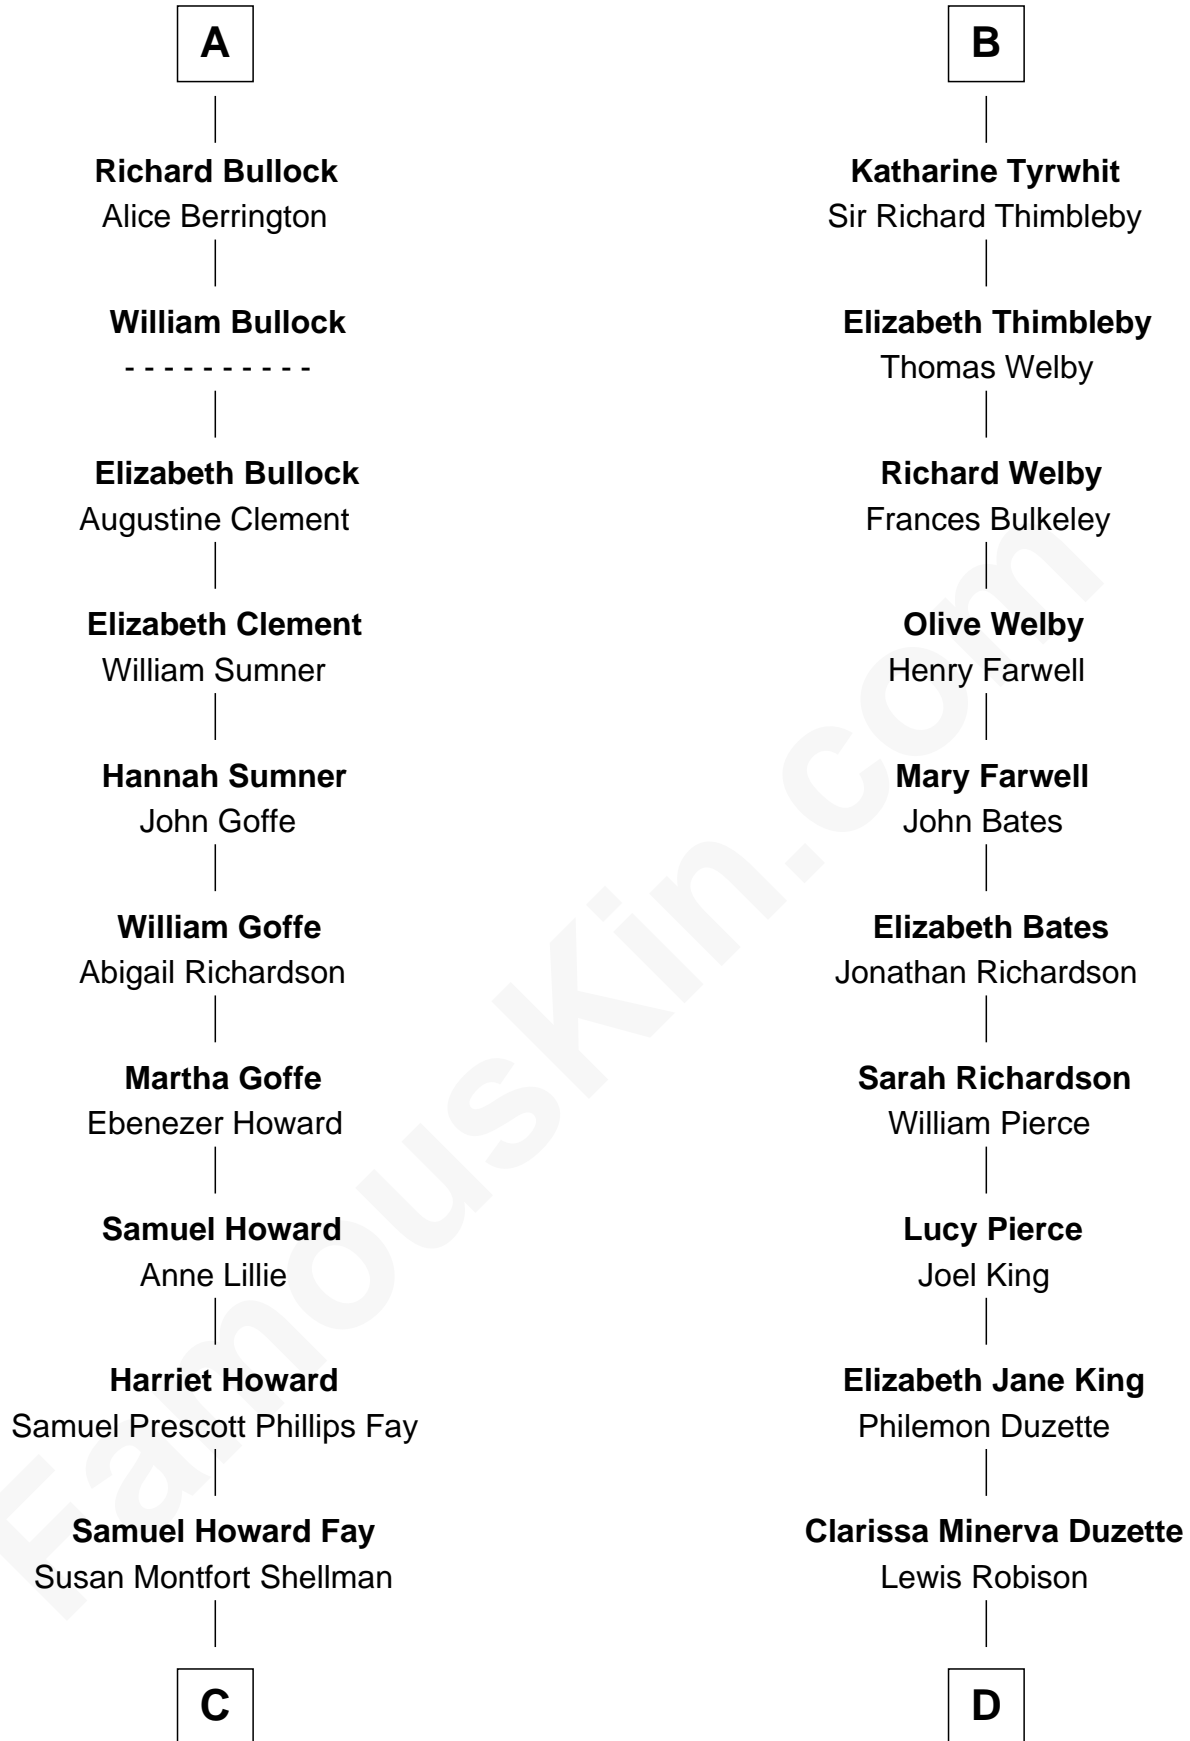 A
Richard Bullock
Alice Berrington
William Bullock
- - - - - - - - - -
Elizabeth Bullock
Augustine Clement
Elizabeth Clement
William Sumner
Hannah Sumner
John Goffe
William Goffe
Abigail Richardson
Martha Goffe
Ebenezer Howard
Samuel Howard
Anne Lillie
Harriet Howard
Samuel Prescott Phillips Fay
Samuel Howard Fay
Susan Montfort Shellman
C
B
Katharine Tyrwhit
Sir Richard Thimbleby
Elizabeth Thimbleby
Thomas Welby
Richard Welby
Frances Bulkeley
Olive Welby
Henry Farwell
Mary Farwell
John Bates
Elizabeth Bates
Jonathan Richardson
Sarah Richardson
William Pierce
Lucy Pierce
Joel King
Elizabeth Jane King
Philemon Duzette
Clarissa Minerva Duzette
Lewis Robison
D
FamousKin.com